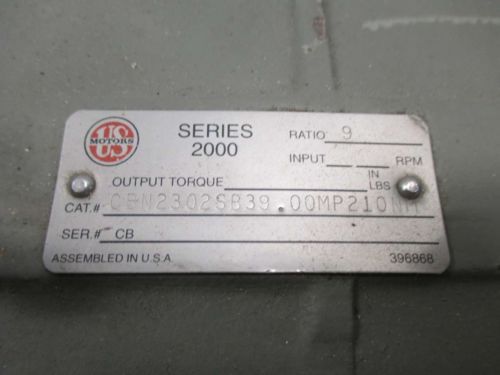 US
MOTORS
SERIES
2000
RATIO 9
INPUT RPM
OUTPUT TORQUE IN
LBS
CAT.# CBN2302SB39.00MP210NM
SER.# CB
ASSEMBLED IN U.S.A. 396868